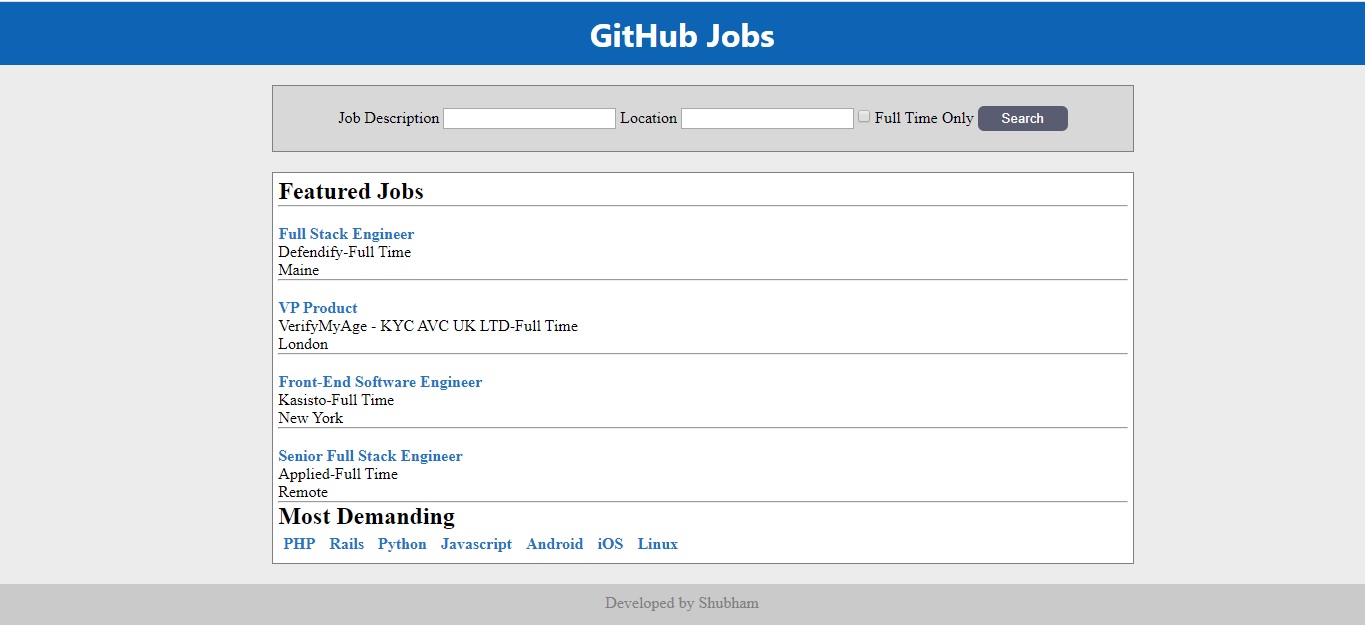 GitHub Jobs
Job Description Location Full Time Only Search
Featured Jobs
Full Stack Engineer
Defendify-Full Time
Maine
VP Product
VerifyMyAge - KYC AVC UK LTD-Full Time
London
Front-End Software Engineer
Kasisto-Full Time
New York
Senior Full Stack Engineer
Applied-Full Time
Remote
Most Demanding
PHP Rails Python Javascript Android iOS Linux
Developed by Shubham